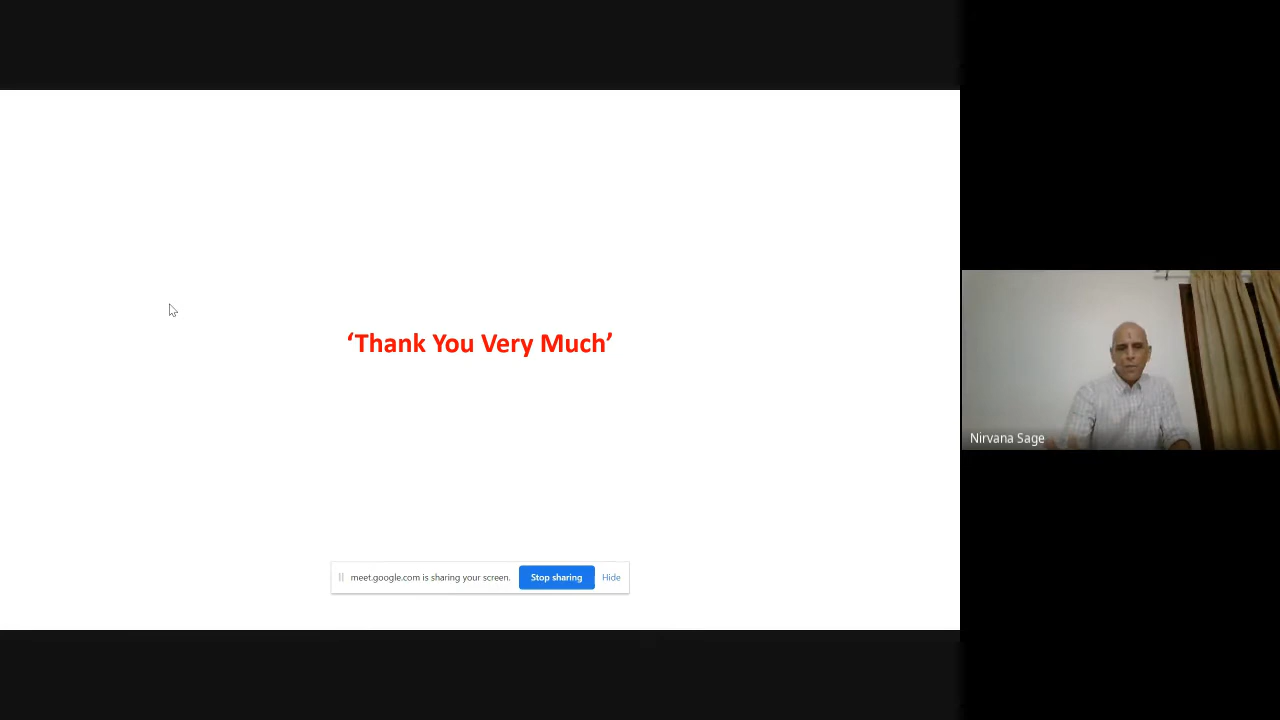 ‘Thank You Very Much’
Nirvana Sage
meet.google.com is sharing your screen. Stop sharing Hide